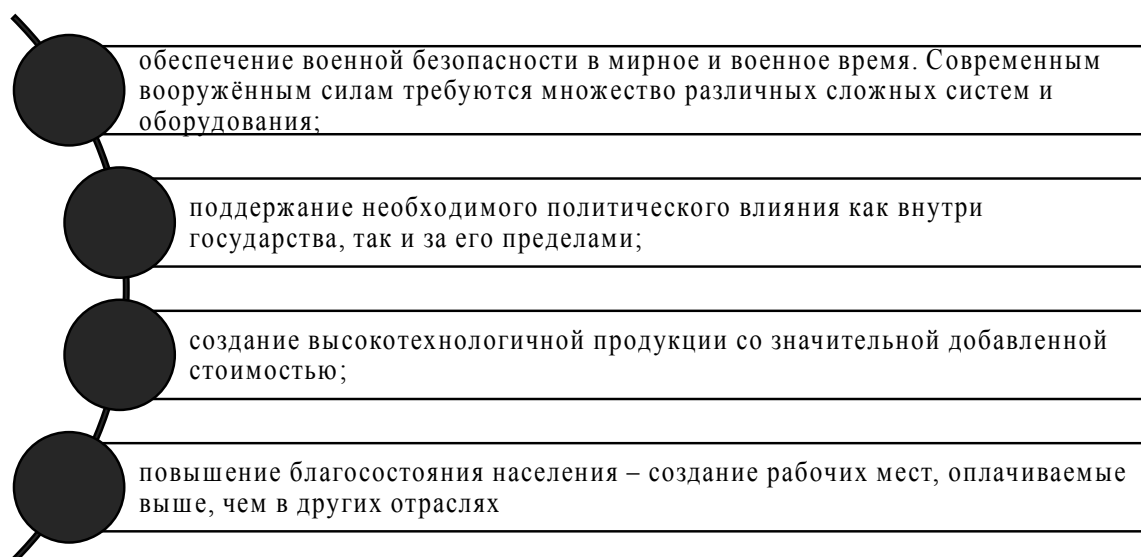 обеспечение военной безопасности в мирное и военное время. Современным
вооружённым силам требуются множество различных сложных систем и
оборудования;
поддержание необходимого политического влияния как внутри
государства, так и за его пределами;
создание высокотехнологичной продукции со значительной добавленной
стоимостью;
повышение благосостояния населения – создание рабочих мест, оплачиваемые
выше, чем в других отраслях